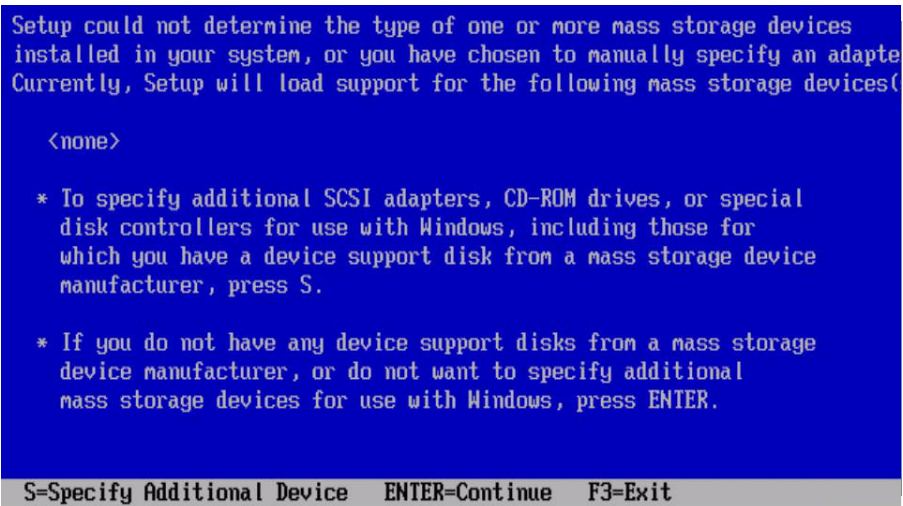 Setup could not determine the type of one or more mass storage devices
installed in your system, or you have chosen to manually specify an adapte
Currently, Setup will load support for the following mass storage devices(
<none>
* To specify additional SCSI adapters, CD-ROM drives, or special
disk controllers for use with Windows, including those for
which you have a device support disk from a mass storage device
manufacturer, press S.
* If you do not have any device support disks from a mass storage
device manufacturer, or do not want to specify additional
mass storage devices for use with Windows, press ENTER.
S=Specify Additional Device ENTER=Continue F3=Exit